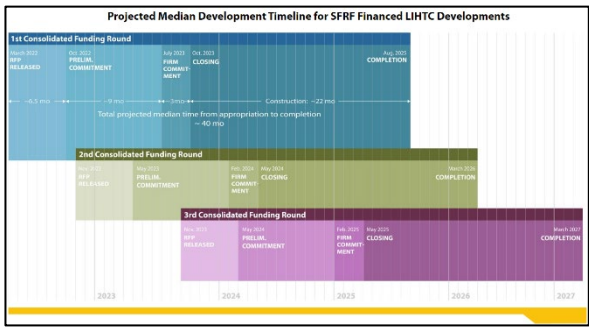 Projected Median Development Timeline for SFRF Financed LIHTC Developments
1st Consolidated Funding Round
March 2022
RFP
RELEASED
Oct. 2022
PRELIM.
COMMITMENT
July 2023
FIRM
COMMIT-
MENT
Oct. 2023
CLOSING
Aug. 2025
COMPLETION
~6.5 mo
~9 mo
~3mo
Construction: ~22 mo
Total projected median time from appropriation to completion
~ 40 mo
2nd Consolidated Funding Round
Nov. 2022
RFP
RELEASED
May 2023
PRELIM.
COMMITMENT
Feb. 2024
FIRM
COMMIT-
MENT
May 2024
CLOSING
March 2026
COMPLETION
3rd Consolidated Funding Round
Nov. 2023
RFP
RELEASED
May 2024
PRELIM.
COMMITMENT
Feb. 2025
FIRM
COMMIT-
MENT
May 2025
CLOSING
March 2027
COMPLETION
2023
2024
2025
2026
2027